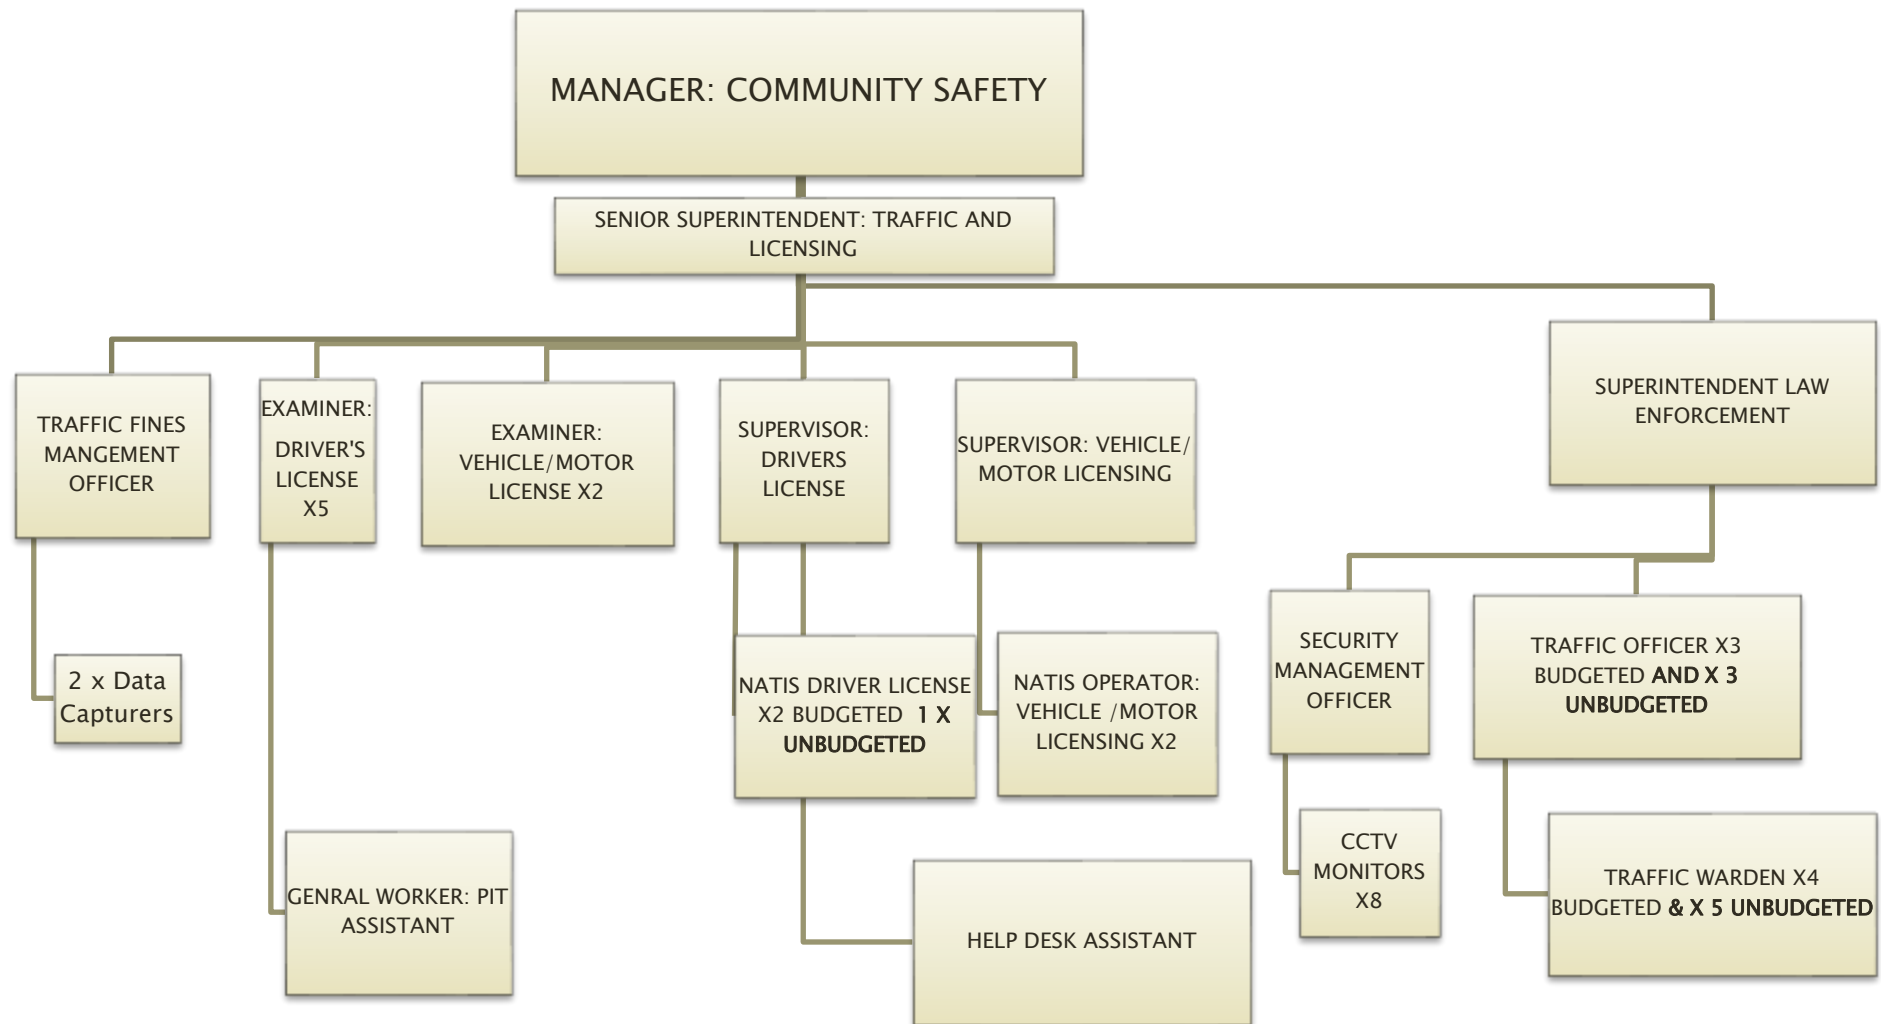 MANAGER: COMMUNITY SAFETY
SENIOR SUPERINTENDENT: TRAFFIC AND
LICENSING
TRAFFIC FINES
MANGEMENT
OFFICER
EXAMINER:
DRIVER'S
LICENSE
X5
EXAMINER:
VEHICLE/MOTOR
LICENSE X2
SUPERVISOR:
DRIVERS
LICENSE
SUPERVISOR: VEHICLE/
MOTOR LICENSING
SUPERINTENDENT LAW
ENFORCEMENT
2 x Data
Capturers
NATIS DRIVER LICENSE
X2 BUDGETED 1 X
UNBUDGETED
NATIS OPERATOR:
VEHICLE /MOTOR
LICENSING X2
SECURITY
MANAGEMENT
OFFICER
TRAFFIC OFFICER X3
BUDGETED AND X 3
UNBUDGETED
GENRAL WORKER: PIT
ASSISTANT
HELP DESK ASSISTANT
CCTV
MONITORS
X8
TRAFFIC WARDEN X4
BUDGETED & X 5 UNBUDGETED